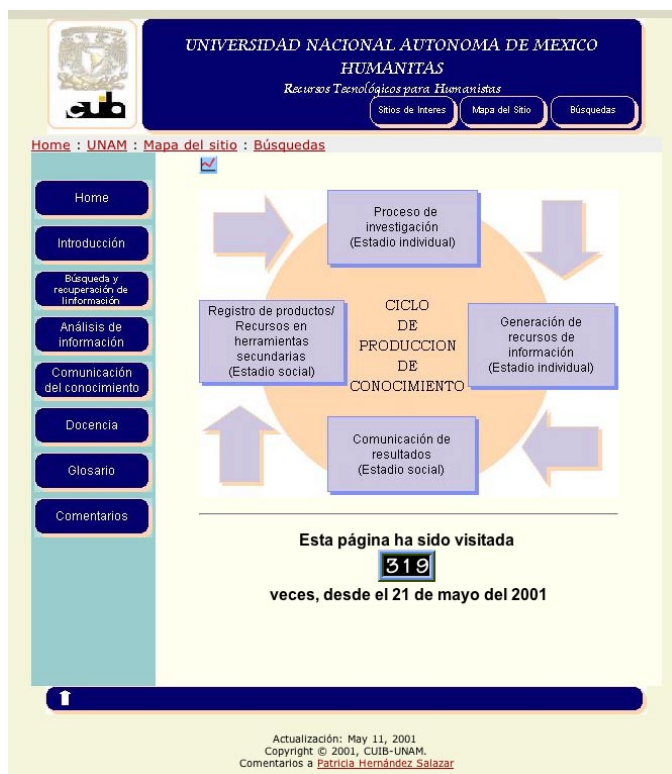 UNIVERSIDAD NACIONAL AUTONOMA DE MEXICO
HUMANITAS
Recursos Tecnológicos para Humanistas
cuib
Sitios de Interes
Mapa del Sitio
Búsquedas
Home : UNAM : Mapa del sitio : Búsquedas
Home
Introducción
Búsqueda y
recuperación de
linformación
Análisis de
información
Comunicación
del conocimiento
Docencia
Glosario
Comentarios
Proceso de
investigación
(Estadio individual)
Registro de productos/
Recursos en
herramientas
secundarias
(Estadio social)
CICLO
DE
PRODUCCION
DE
CONOCIMIENTO
Generación de
recursos de
información
(Estadio individual)
Comunicación de
resultados
(Estadio social)
Esta página ha sido visitada
319
veces, desde el 21 de mayo del 2001
Actualización: May 11, 2001
Copyright © 2001, CUIB-UNAM.
Comentarios a Patricia Hernández Salazar